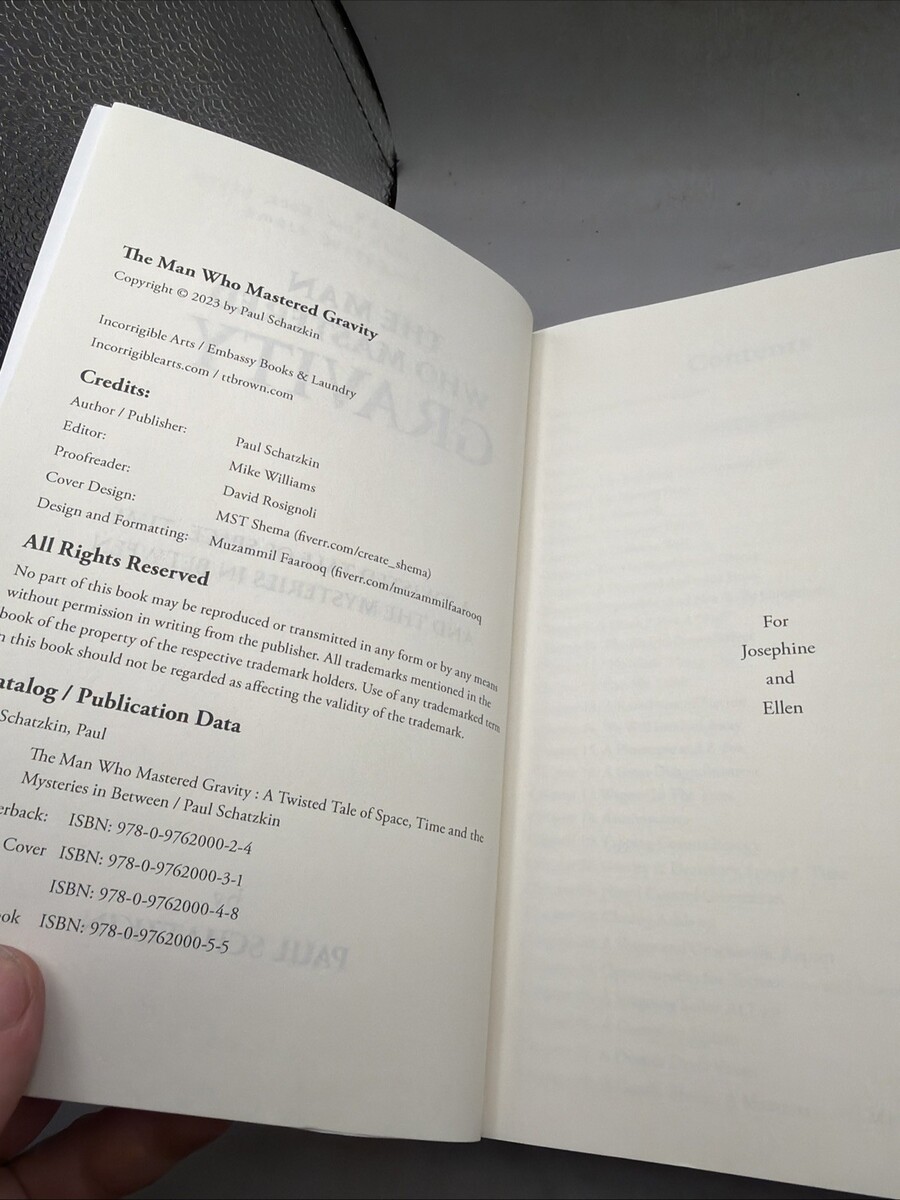 The Man Who Mastered Gravity
Copyright © 2023 by Paul Schatzkin
Incorrigible Arts / Embassy Books & Laundry
Incorrigiblearts.com / ttbrown.com
Credits:
Author / Publisher: Paul Schatzkin
Editor: Mike Williams
Proofreader: David Rosignoli
Cover Design: MST Shema (fiverr.com/create_shema)
Design and Formatting: Muzammil Faarooq (fiverr.com/muzammilfaarooq
All Rights Reserved
No part of this book may be reproduced or transmitted in any form or by any means
without permission in writing from the publisher. All trademarks mentioned in the
book of the property of the respective trademark holders. Use of any trademarked term
n this book should not be regarded as affecting the validity of the trademark.
atalog / Publication Data
Schatzkin, Paul
The Man Who Mastered Gravity : A Twisted Tale of Space, Time and the
Mysteries in Between / Paul Schatzkin
erback: ISBN: 978-0-9762000-2-4
Cover ISBN: 978-0-9762000-3-1
ISBN: 978-0-9762000-4-8
ok ISBN: 978-0-9762000-5-5
For
Josephine
and
Ellen